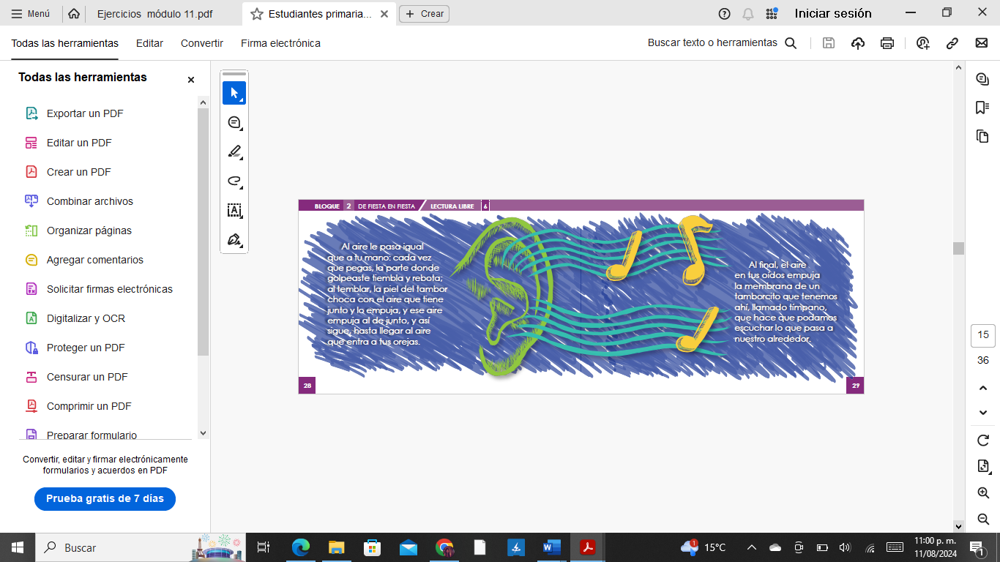 Menú
Ejercicios módulo 11.pdf
Estudiantes primaria...
Crear
Iniciar sesión
Todas las herramientas
Editar
Convertir
Firma electrónica
Buscar texto o herramientas
Todas las herramientas
Exportar un PDF
Editar un PDF
Crear un PDF
Combinar archivos
Organizar páginas
Agregar comentarios
Solicitar firmas electrónicas
Digitalizar y OCR
Proteger un PDF
Censurar un PDF
Comprimir un PDF
Preparar formulario
Convertir, editar y firmar electrónicamente
formularios y acuerdos en PDF
Prueba gratis de 7 días
BLOQUE 2 DE FIESTA EN FIESTA LECTURA LIBRE 6
Al aire le pasa igual
que a tu mano: cada vez
que pegas, la parte donde
golpeaste tiembla y rebota;
al temblar, la piel del tambor
choca con el aire que tiene
junto y lo empuja, y ese aire
empuja al de junto, y así
sigue, hasta llegar al aire
que entra a tus orejas.
28
Al final, el aire
en tus oídos empuja
la membrana de un
tamborcito que tenemos
ahí, llamado tímpano,
que hace que podamos
escuchar lo que pasa a
nuestro alrededor.
29
15
36
Buscar
15°C
11:00 p. m.
11/08/2024